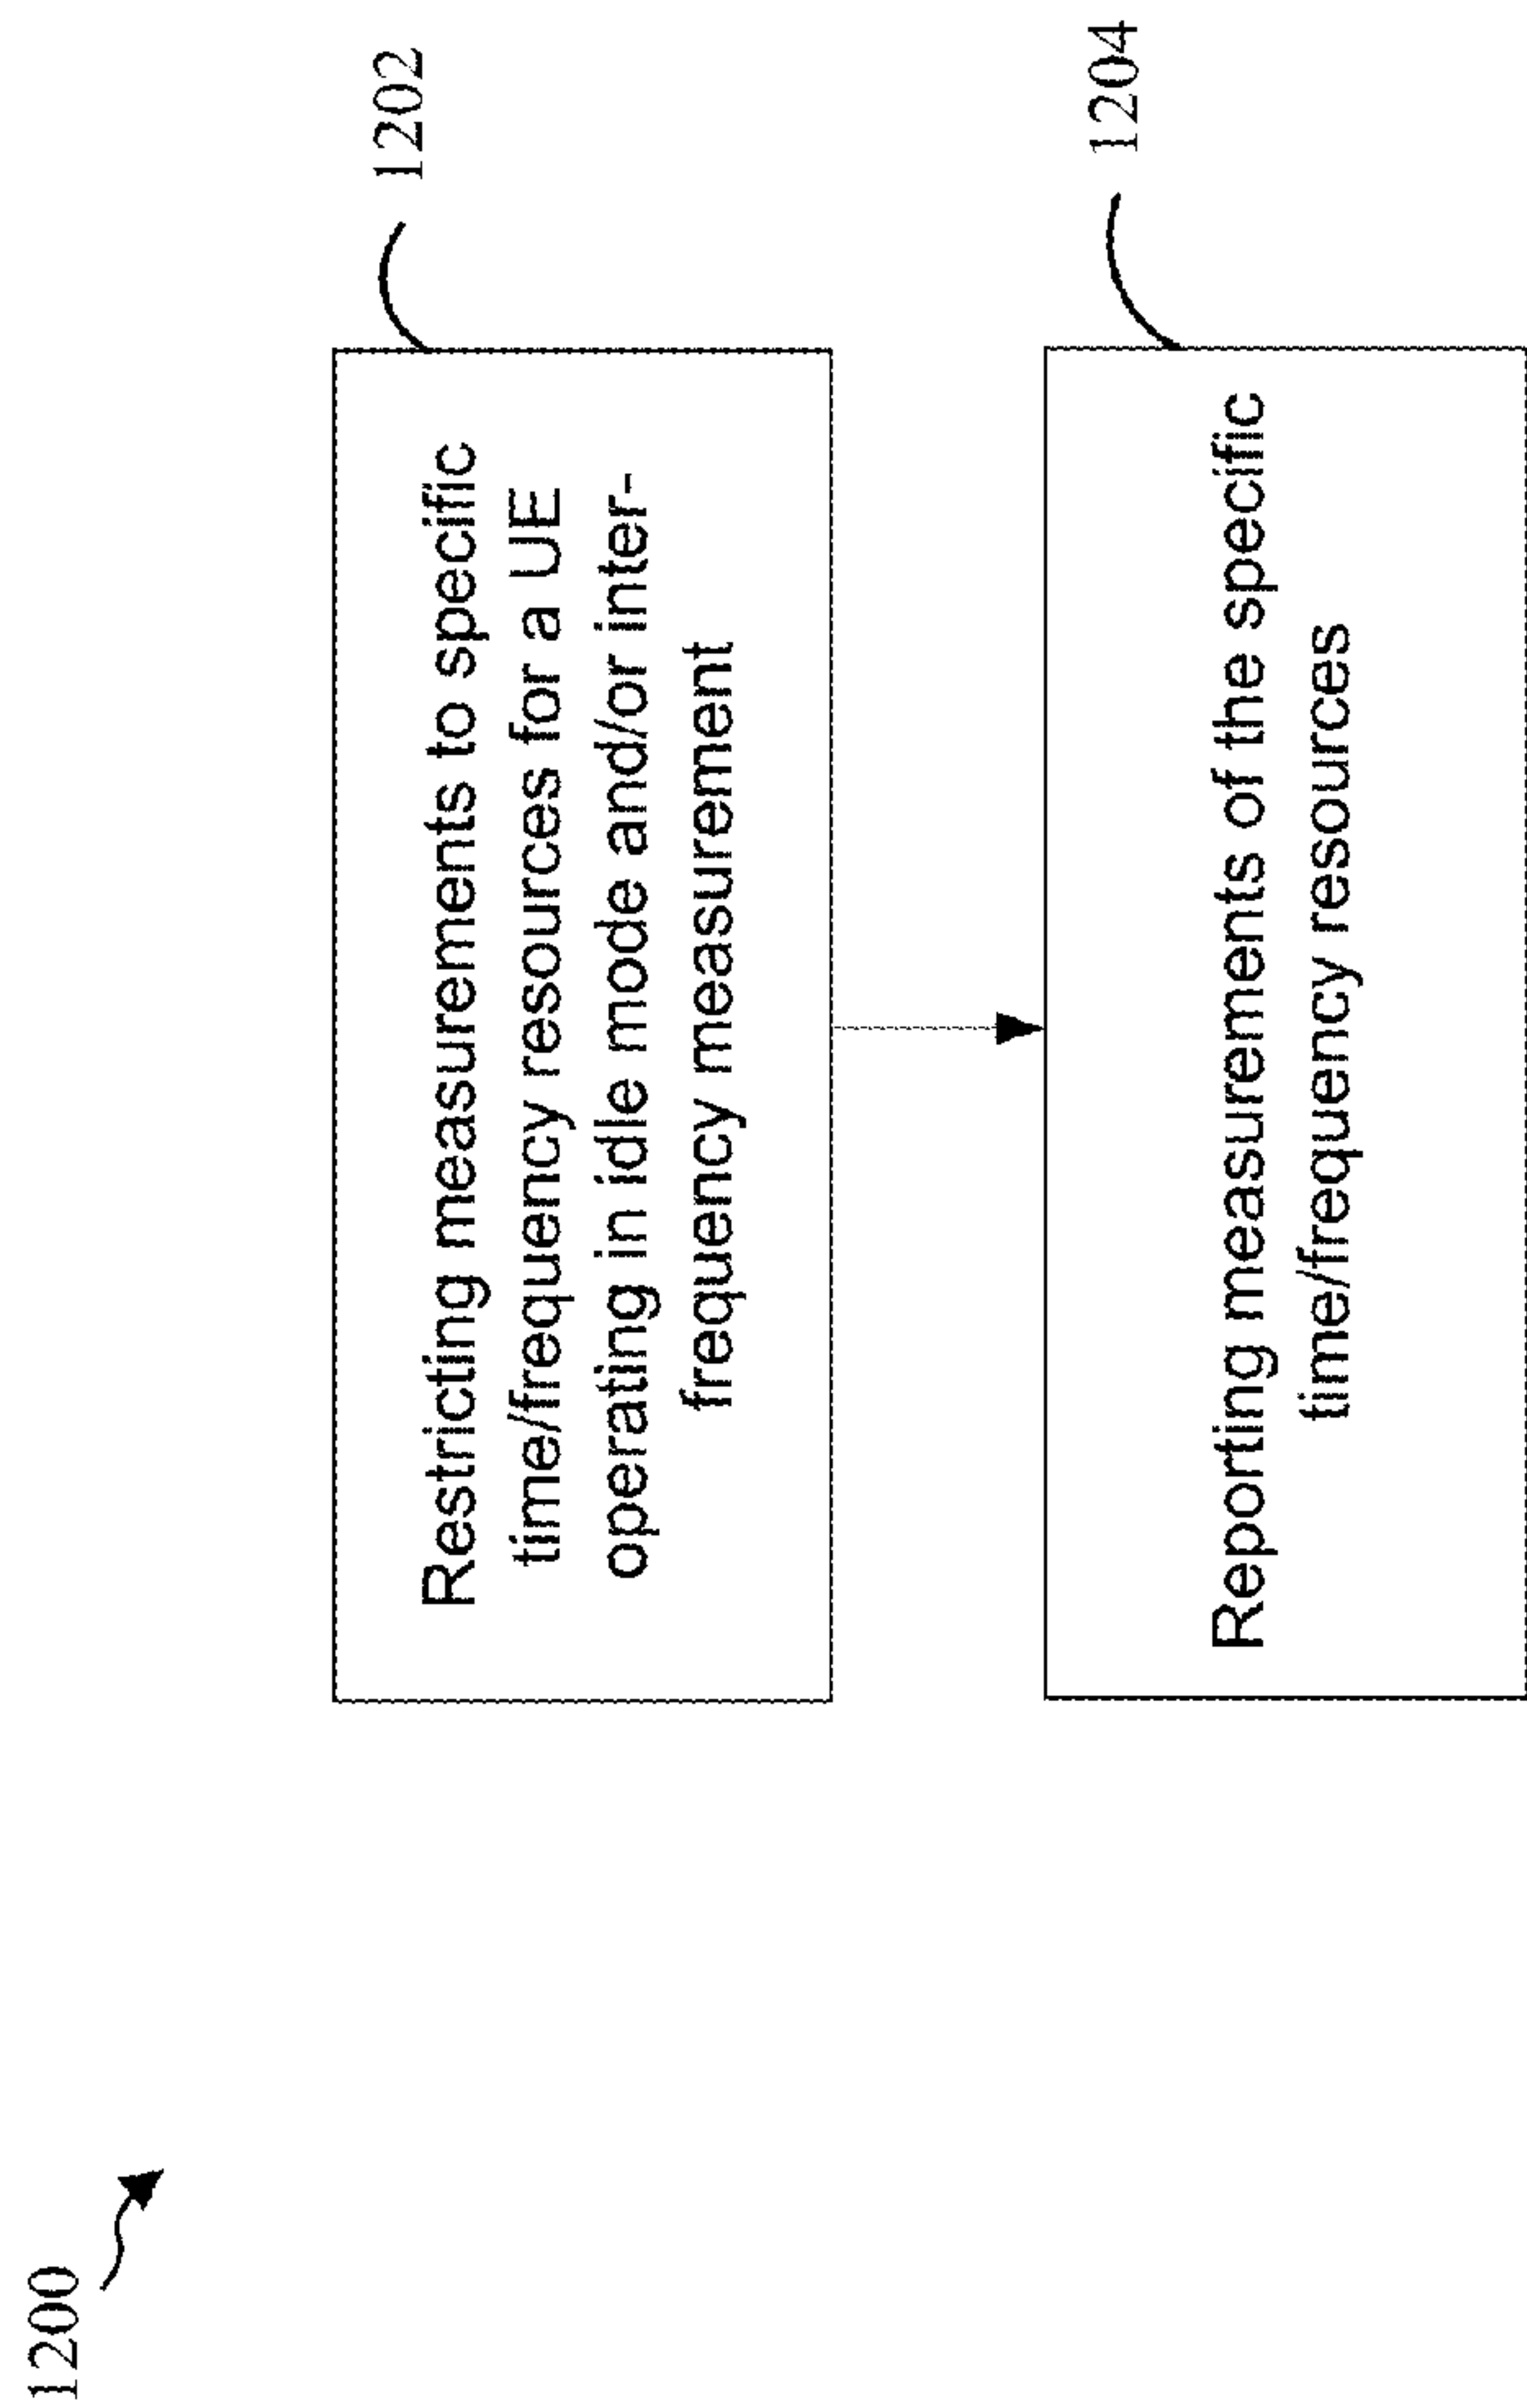 1200
1202
Restricting measurements to specific
time/frequency resources for a UE
operating in idle mode and/or inter-
frequency measurement
1204
Reporting measurements of the specific
time/frequency resources